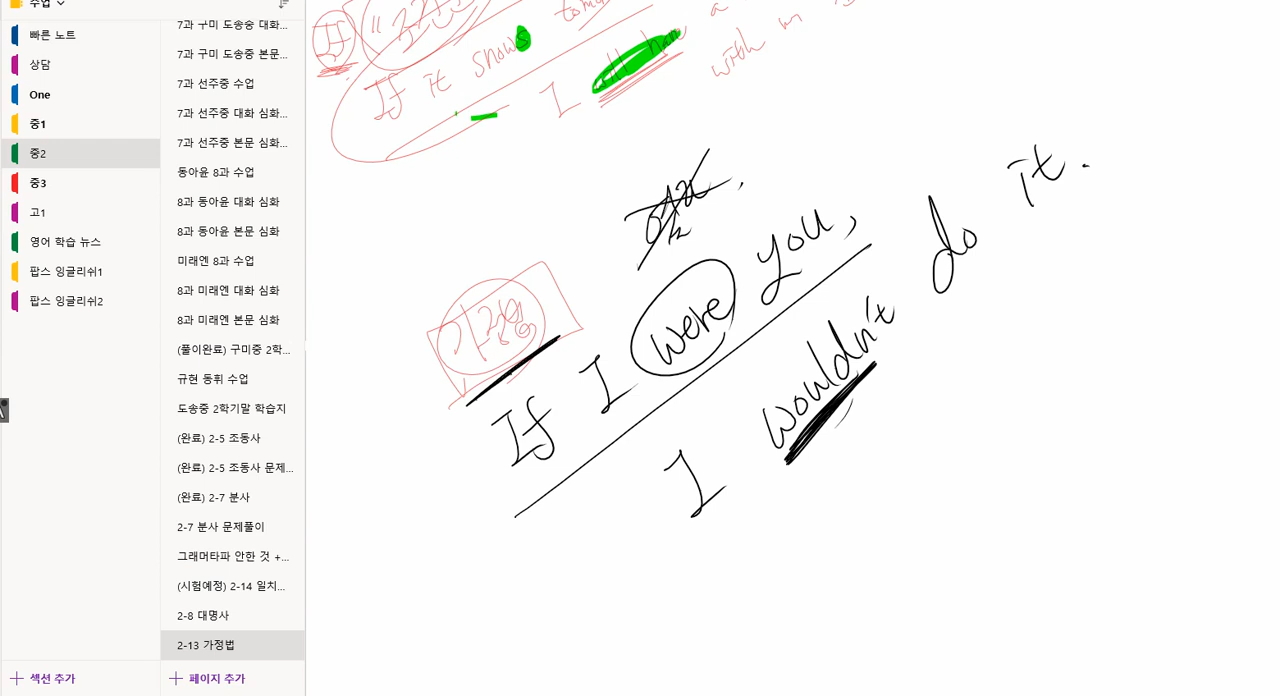 수업
빠른 노트
상담
One
중1
중2
중3
고1
영어 학습 뉴스
팝스 잉글리쉬1
팝스 잉글리쉬2
섹션 추가
7과 구미 도송중 대화...
7과 구미 도송중 본문...
7과 선주중 수업
7과 선주중 대화 심화...
7과 선주중 본문 심화...
동아윤 8과 수업
8과 동아윤 대화 심화
8과 동아윤 본문 심화
미래엔 8과 수업
8과 미래엔 대화 심화
8과 미래엔 본문 심화
(풀이완료) 구미중 2학...
규현 동휘 수업
도송중 2학기말 학습지
(완료) 2-5 조동사
(완료) 2-5 조동사 문제...
(완료) 2-7 분사
2-7 분사 문제풀이
그래머타파 안한 것 +...
(시험예정) 2-14 일치...
2-8 대명사
2-13 가정법
페이지 추가
If
If it snows
I will have a
with
현재
가정법
If I were you,
I wouldn't do it.